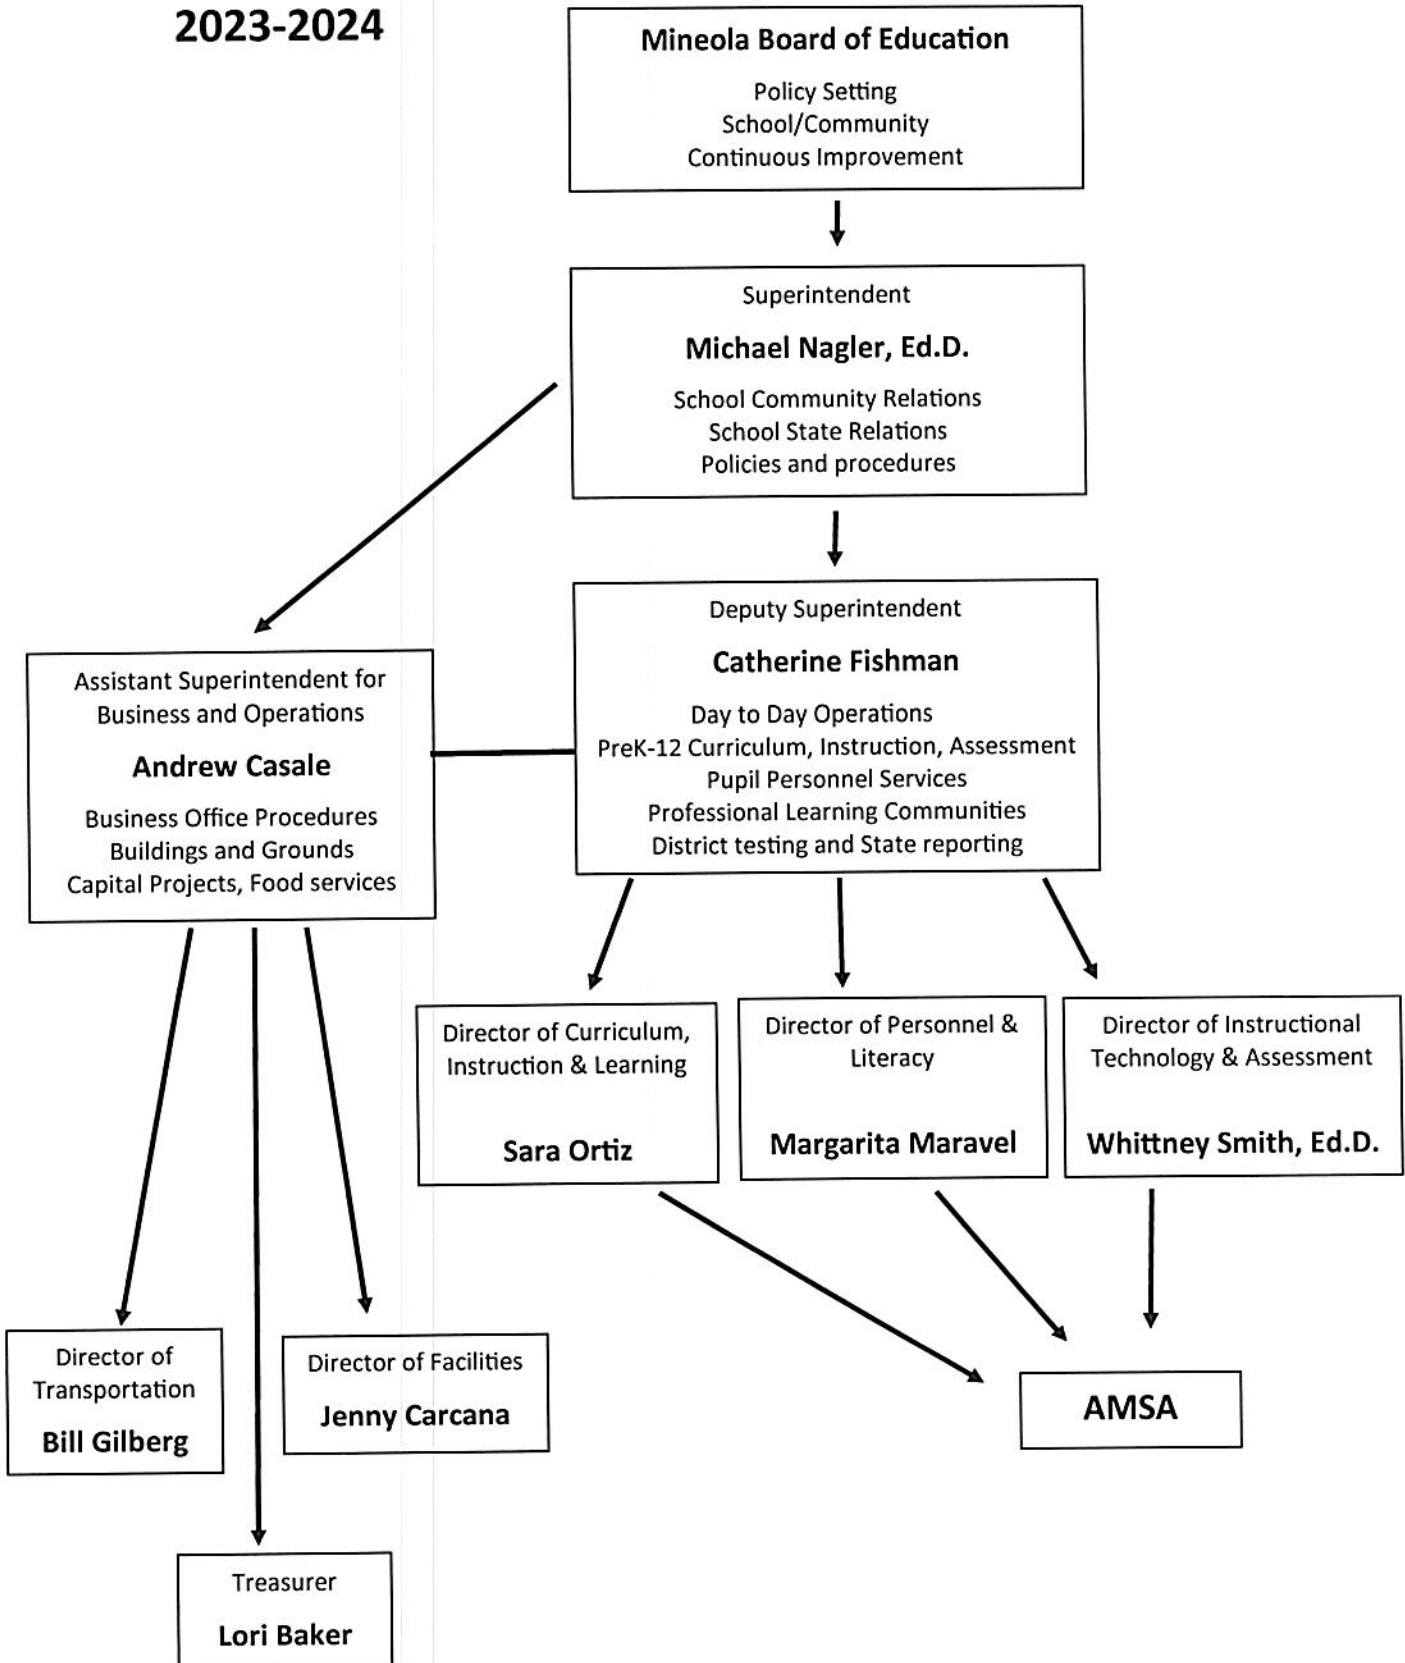 2023-2024
Mineola Board of Education
Policy Setting
School/Community
Continuous Improvement
Superintendent
Michael Nagler, Ed.D.
School Community Relations
School State Relations
Policies and procedures
Deputy Superintendent
Catherine Fishman
Day to Day Operations
PreK-12 Curriculum, Instruction, Assessment
Pupil Personnel Services
Professional Learning Communities
District testing and State reporting
Assistant Superintendent for
Business and Operations
Andrew Casale
Business Office Procedures
Buildings and Grounds
Capital Projects, Food services
Director of Curriculum,
Instruction & Learning
Sara Ortiz
Director of Personnel &
Literacy
Margarita Maravel
Director of Instructional
Technology & Assessment
Whittney Smith, Ed.D.
Director of
Transportation
Bill Gilberg
Director of Facilities
Jenny Carcana
AMSA
Treasurer
Lori Baker